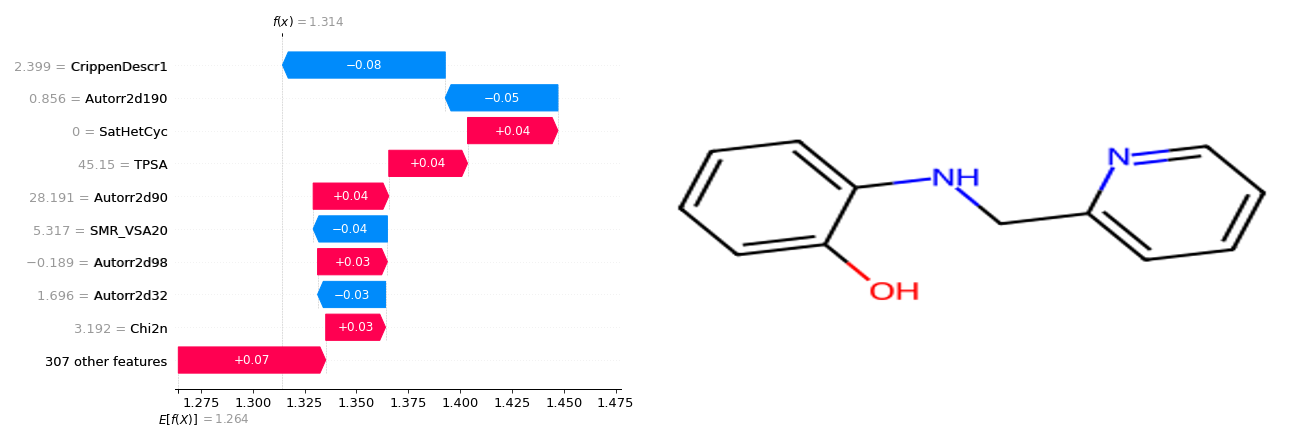 f(x) = 1.314
2.399 = CrippenDescr1
−0.08
0.856 = Autorr2d190
−0.05
0 = SatHetCyc
+0.04
45.15 = TPSA
+0.04
28.191 = Autorr2d90
+0.04
5.317 = SMR_VSA20
−0.04
−0.189 = Autorr2d98
+0.03
1.696 = Autorr2d32
−0.03
3.192 = Chi2n
+0.03
307 other features
+0.07
1.275 1.300 1.325 1.350 1.375 1.400 1.425 1.450 1.475
E[f(X)] = 1.264
N
NH
OH